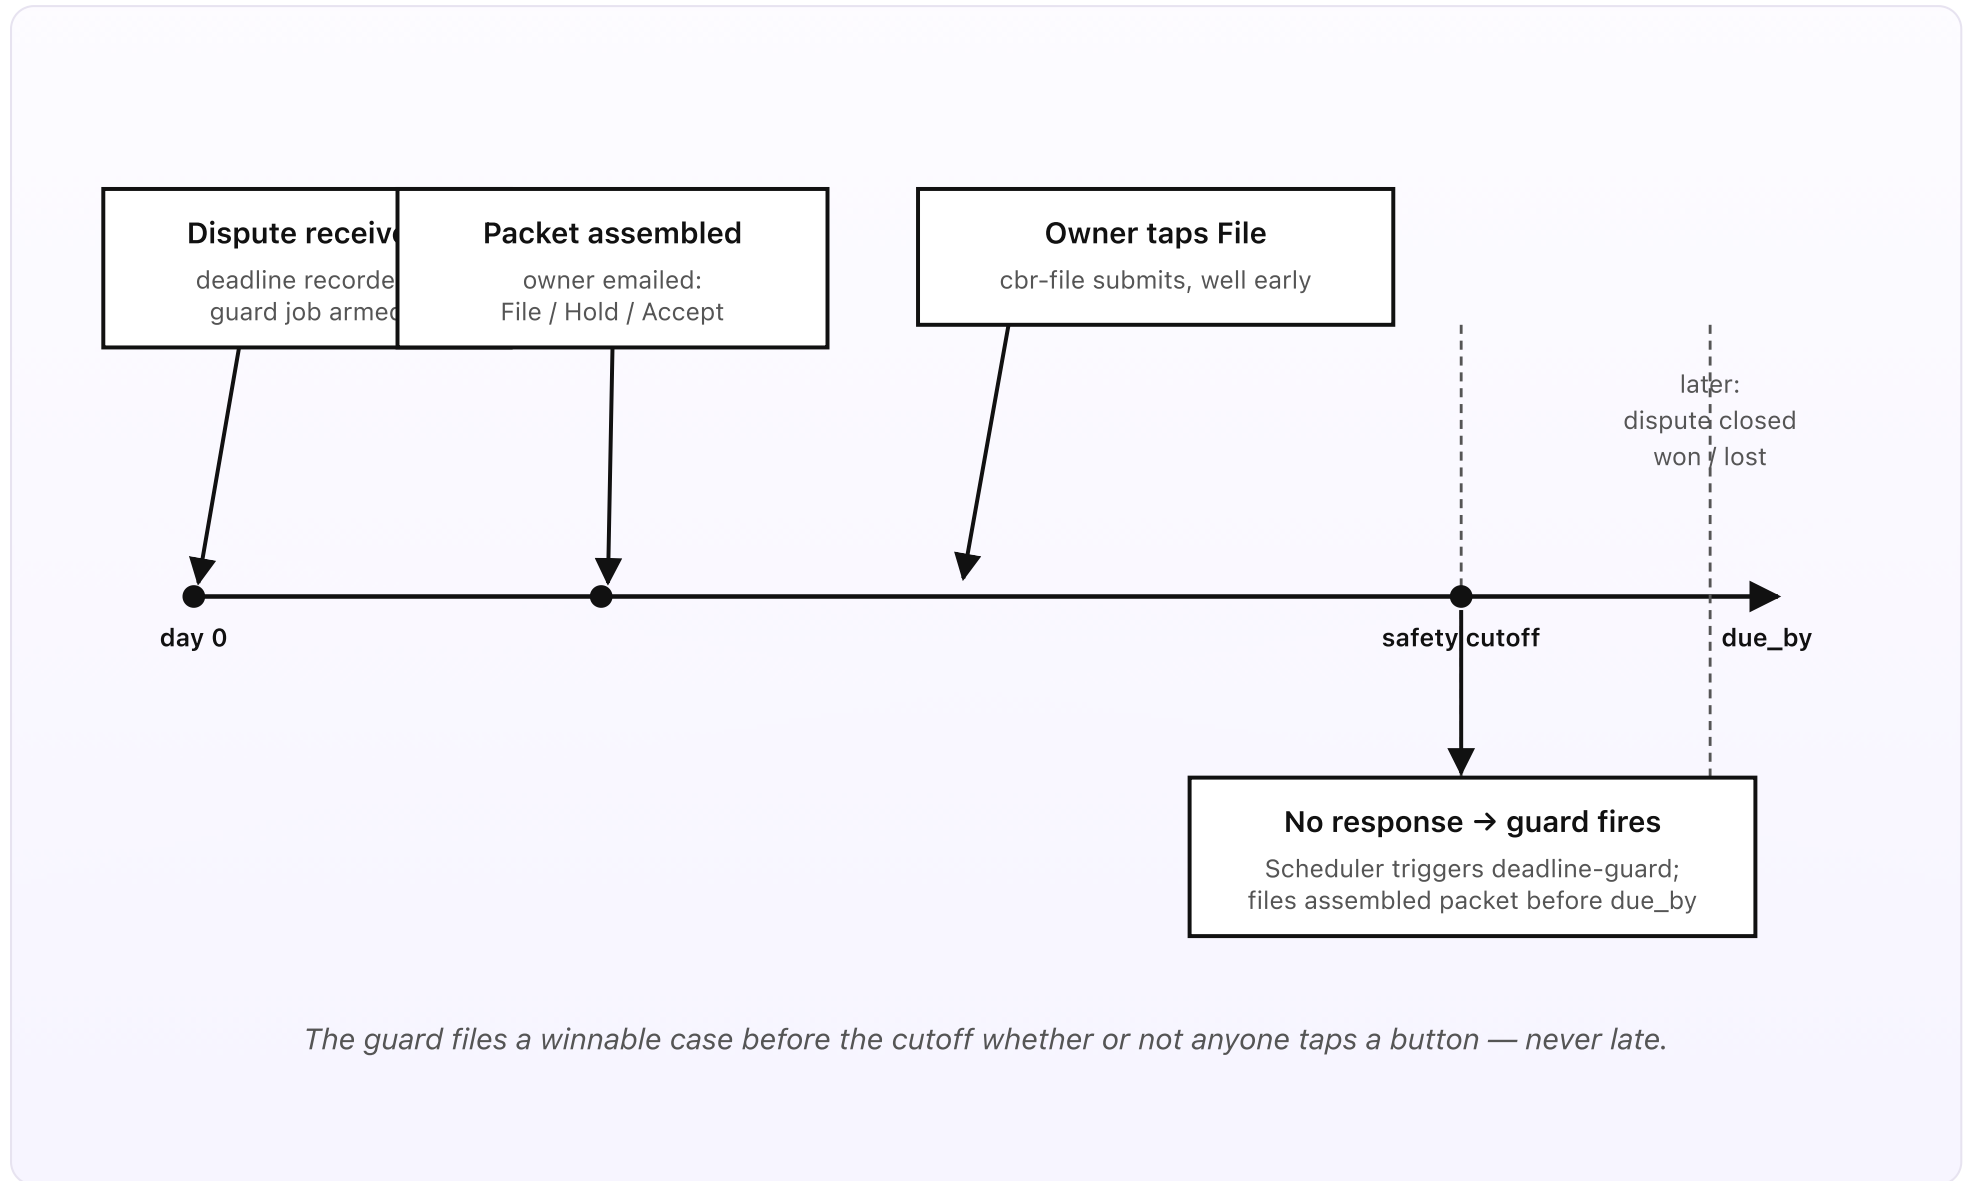 Dispute receive
deadline recorde
guard job armed
Packet assembled
owner emailed:
File / Hold / Accept
Owner taps File
cbr-file submits, well early
later:
dispute closed
won / lost
day 0
safety cutoff
due_by
No response → guard fires
Scheduler triggers deadline-guard;
files assembled packet before due_by
The guard files a winnable case before the cutoff whether or not anyone taps a button — never late.